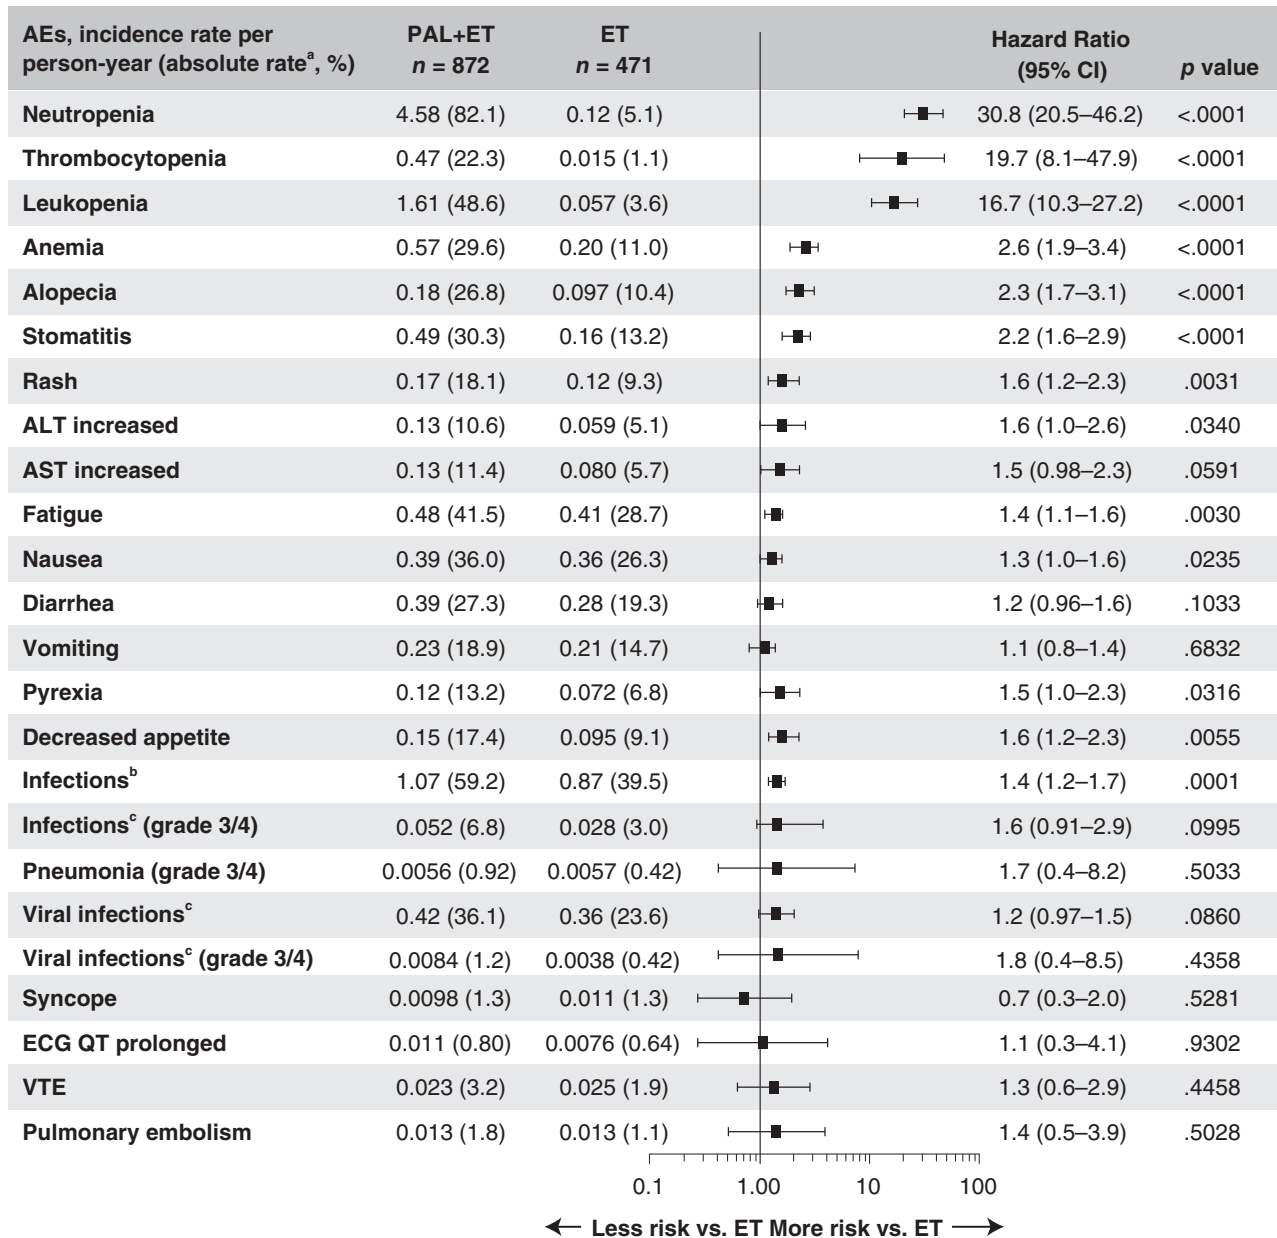 AEs, incidence rate per person-year (absolute rateᵃ, %) PAL+ET n = 872 ET n = 471 Hazard Ratio (95% CI) p value
Neutropenia 4.58 (82.1) 0.12 (5.1) 30.8 (20.5–46.2) <.0001
Thrombocytopenia 0.47 (22.3) 0.015 (1.1) 19.7 (8.1–47.9) <.0001
Leukopenia 1.61 (48.6) 0.057 (3.6) 16.7 (10.3–27.2) <.0001
Anemia 0.57 (29.6) 0.20 (11.0) 2.6 (1.9–3.4) <.0001
Alopecia 0.18 (26.8) 0.097 (10.4) 2.3 (1.7–3.1) <.0001
Stomatitis 0.49 (30.3) 0.16 (13.2) 2.2 (1.6–2.9) <.0001
Rash 0.17 (18.1) 0.12 (9.3) 1.6 (1.2–2.3) .0031
ALT increased 0.13 (10.6) 0.059 (5.1) 1.6 (1.0–2.6) .0340
AST increased 0.13 (11.4) 0.080 (5.7) 1.5 (0.98–2.3) .0591
Fatigue 0.48 (41.5) 0.41 (28.7) 1.4 (1.1–1.6) .0030
Nausea 0.39 (36.0) 0.36 (26.3) 1.3 (1.0–1.6) .0235
Diarrhea 0.39 (27.3) 0.28 (19.3) 1.2 (0.96–1.6) .1033
Vomiting 0.23 (18.9) 0.21 (14.7) 1.1 (0.8–1.4) .6832
Pyrexia 0.12 (13.2) 0.072 (6.8) 1.5 (1.0–2.3) .0316
Decreased appetite 0.15 (17.4) 0.095 (9.1) 1.6 (1.2–2.3) .0055
Infectionsᵇ 1.07 (59.2) 0.87 (39.5) 1.4 (1.2–1.7) .0001
Infectionsᶜ (grade 3/4) 0.052 (6.8) 0.028 (3.0) 1.6 (0.91–2.9) .0995
Pneumonia (grade 3/4) 0.0056 (0.92) 0.0057 (0.42) 1.7 (0.4–8.2) .5033
Viral infectionsᶜ 0.42 (36.1) 0.36 (23.6) 1.2 (0.97–1.5) .0860
Viral infectionsᶜ (grade 3/4) 0.0084 (1.2) 0.0038 (0.42) 1.8 (0.4–8.5) .4358
Syncope 0.0098 (1.3) 0.011 (1.3) 0.7 (0.3–2.0) .5281
ECG QT prolonged 0.011 (0.80) 0.0076 (0.64) 1.1 (0.3–4.1) .9302
VTE 0.023 (3.2) 0.025 (1.9) 1.3 (0.6–2.9) .4458
Pulmonary embolism 0.013 (1.8) 0.013 (1.1) 1.4 (0.5–3.9) .5028
0.1 1.00 10 100
← Less risk vs. ET More risk vs. ET →